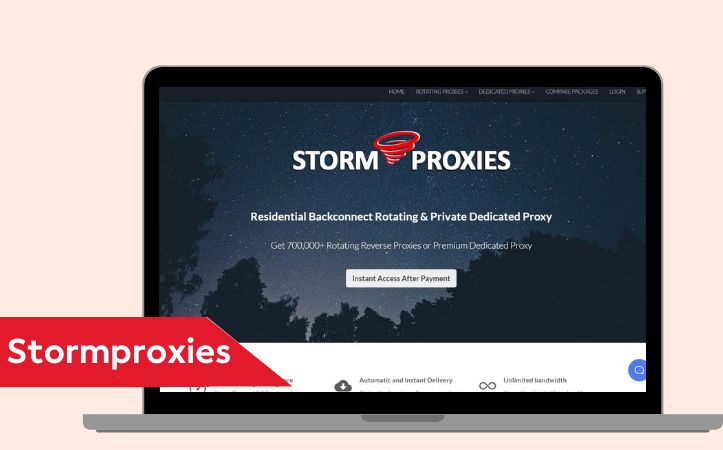 HOME ROTATING PROXIES DEDICATED PROXIES COMPARE PACKAGES LOGIN SUP
STORM PROXIES
Residential Backconnect Rotating & Private Dedicated Proxy
Get 700,000+ Rotating Reverse Proxies or Premium Dedicated Proxy
Instant Access After Payment
Stormproxies
Automatic and Instant Delivery
Unlimited bandwidth